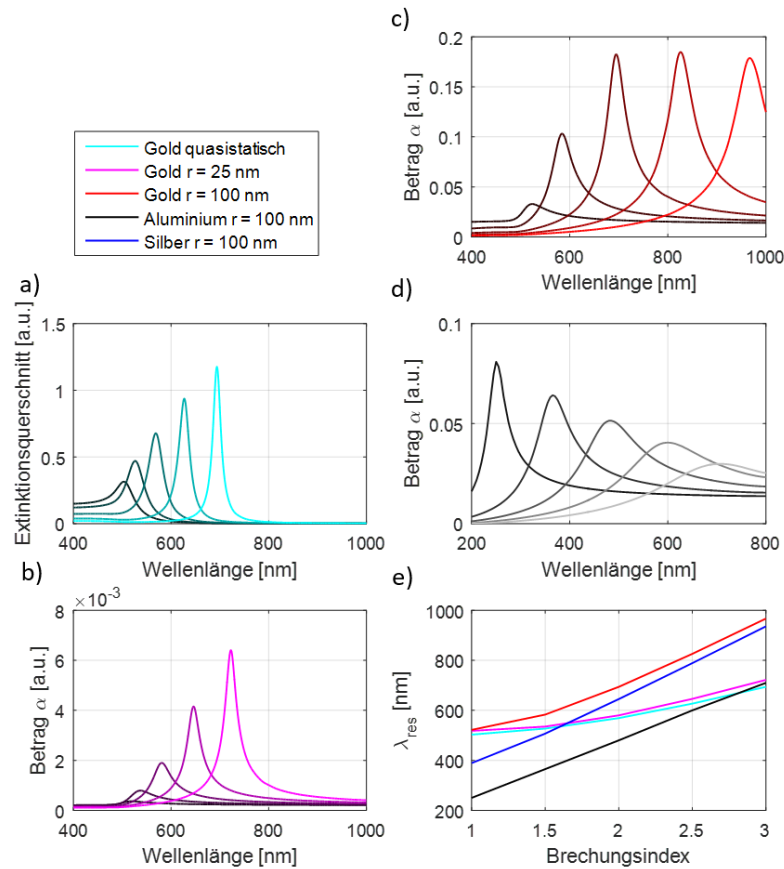 c)
0.2
0.15
0.1
0.05
0
Betrag α [a.u.]
400 600 800 1000
Wellenlänge [nm]
Gold quasistatisch
Gold r = 25 nm
Gold r = 100 nm
Aluminium r = 100 nm
Silber r = 100 nm
a)
1.5
1
0.5
0
Extinktionsquerschnitt [a.u.]
400 600 800 1000
Wellenlänge [nm]
d)
0.1
0.05
0
Betrag α [a.u.]
200 400 600 800
Wellenlänge [nm]
b)
×10⁻³
8
6
4
2
0
Betrag α [a.u.]
400 600 800 1000
Wellenlänge [nm]
e)
1000
800
600
400
200
λres [nm]
1 1.5 2 2.5 3
Brechungsindex